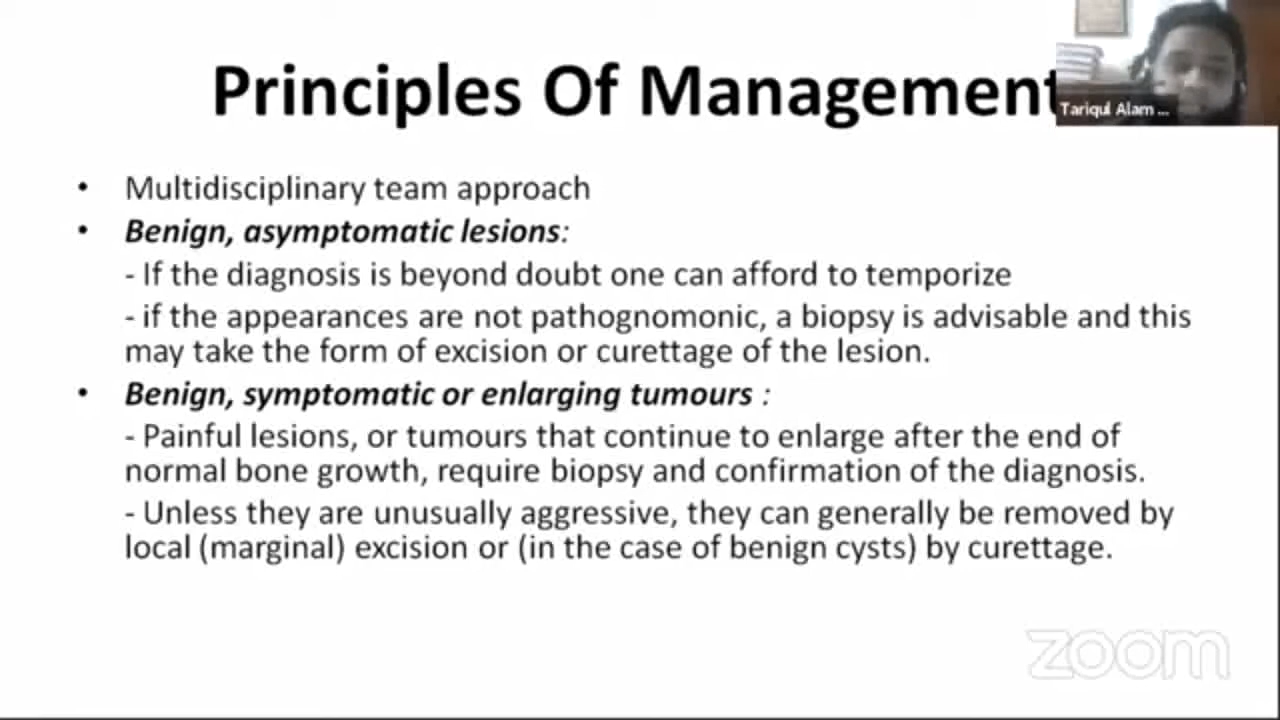 Principles Of Management
Tariqul Alam ...
• Multidisciplinary team approach
• Benign, asymptomatic lesions:
- If the diagnosis is beyond doubt one can afford to temporize
- if the appearances are not pathognomonic, a biopsy is advisable and this
may take the form of excision or curettage of the lesion.
• Benign, symptomatic or enlarging tumours :
- Painful lesions, or tumours that continue to enlarge after the end of
normal bone growth, require biopsy and confirmation of the diagnosis.
- Unless they are unusually aggressive, they can generally be removed by
local (marginal) excision or (in the case of benign cysts) by curettage.
zoom